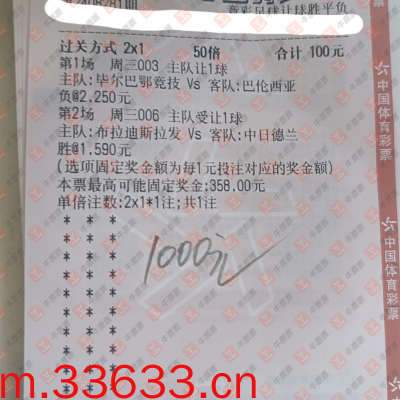 竞彩足球让球胜平负
过关方式 2x1 50倍 合计 100元
第1场 周三003 主队让1球
主队:毕尔巴鄂竞技 Vs 客队:巴伦西亚
负@2.250元
第2场 周三006 主队受让1球
主队:布拉迪斯拉发 Vs 客队:中日德兰
胜@1.590元
(选项固定奖金额为每1元投注对应的奖金额)
本票最高可能固定奖金:358.00元
单倍注数:2x1*1注;共1注
* * *
* * *
* * *
* * *
* * *
* * *
* * *
* * *
* * *
* * *
1000元
中国体育彩票
中国体育彩票
m.33633.cn